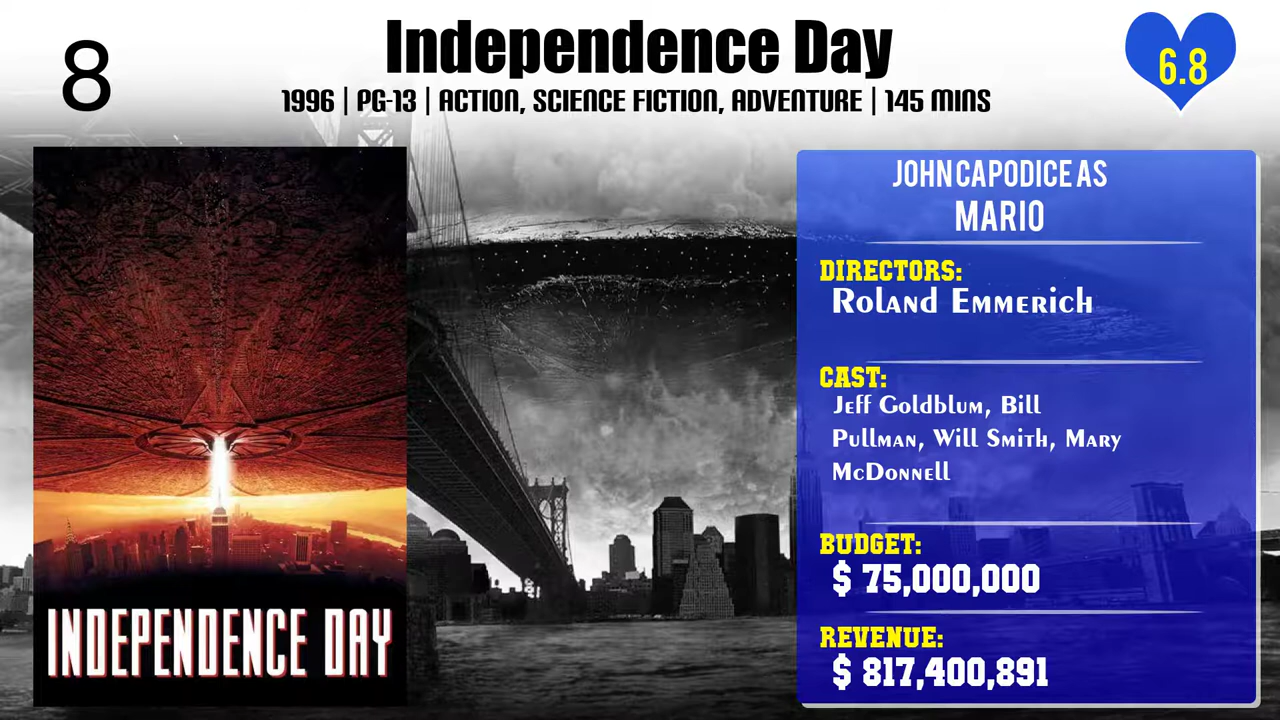 8
Independence Day
1996 | PG-13 | ACTION, SCIENCE FICTION, ADVENTURE | 145 MINS
6.8
INDEPENDENCE DAY
JOHN CAPODICE AS
MARIO
DIRECTORS:
Roland Emmerich
CAST:
Jeff Goldblum, Bill
Pullman, Will Smith, Mary
McDonnell
BUDGET:
$ 75,000,000
REVENUE:
$ 817,400,891